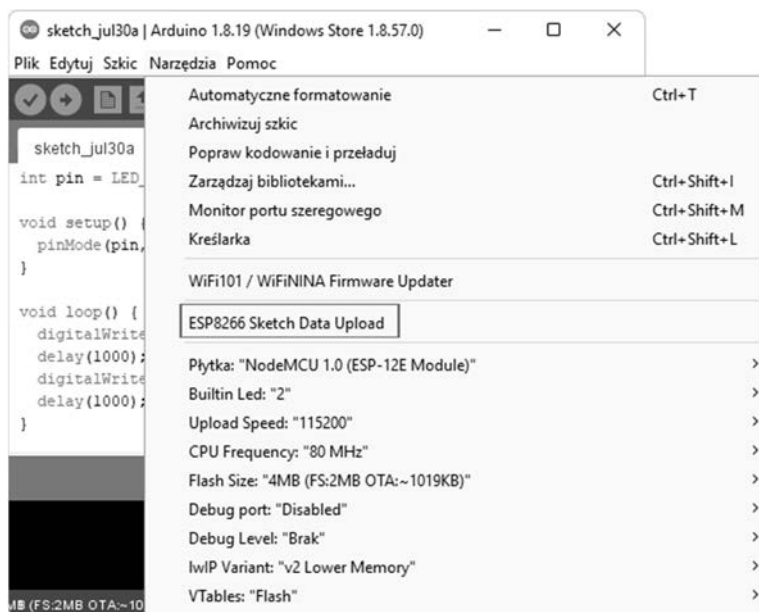 sketch_jul30a | Arduino 1.8.19 (Windows Store 1.8.57.0)
Plik Edytuj Szkic Narzędzia Pomoc
Automatyczne formatowanie Ctrl+T
Archiwizuj szkic
Popraw kodowanie i przeładuj
Zarządzaj bibliotekami... Ctrl+Shift+I
Monitor portu szeregowego Ctrl+Shift+M
Kreślarka Ctrl+Shift+L
WiFi101 / WiFiNINA Firmware Updater
ESP8266 Sketch Data Upload
Płytka: "NodeMCU 1.0 (ESP-12E Module)"
Builtin Led: "2"
Upload Speed: "115200"
CPU Frequency: "80 MHz"
Flash Size: "4MB (FS:2MB OTA:~1019KB)"
Debug port: "Disabled"
Debug Level: "Brak"
lwIP Variant: "v2 Lower Memory"
VTables: "Flash"
sketch_jul30a
int pin = LED_
void setup() {
pinMode(pin,
}
void loop() {
digitalWrite
delay(1000);
digitalWrite
delay(1000);
}
MB (FS:2MB OTA:~10